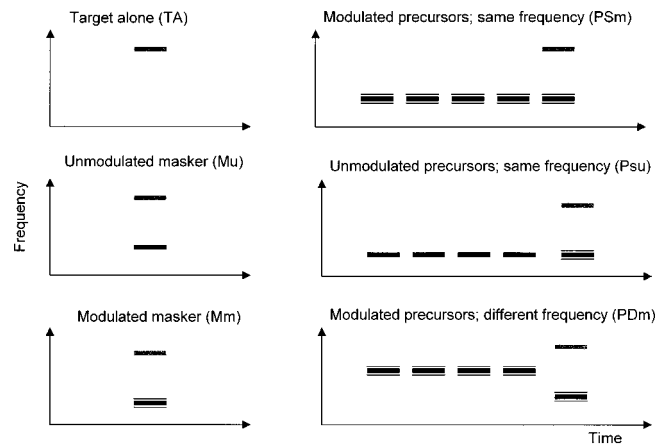 Target alone (TA)
Modulated precursors; same frequency (PSm)
Unmodulated masker (Mu)
Unmodulated precursors; same frequency (Psu)
Frequency
Modulated masker (Mm)
Modulated precursors; different frequency (PDm)
Time